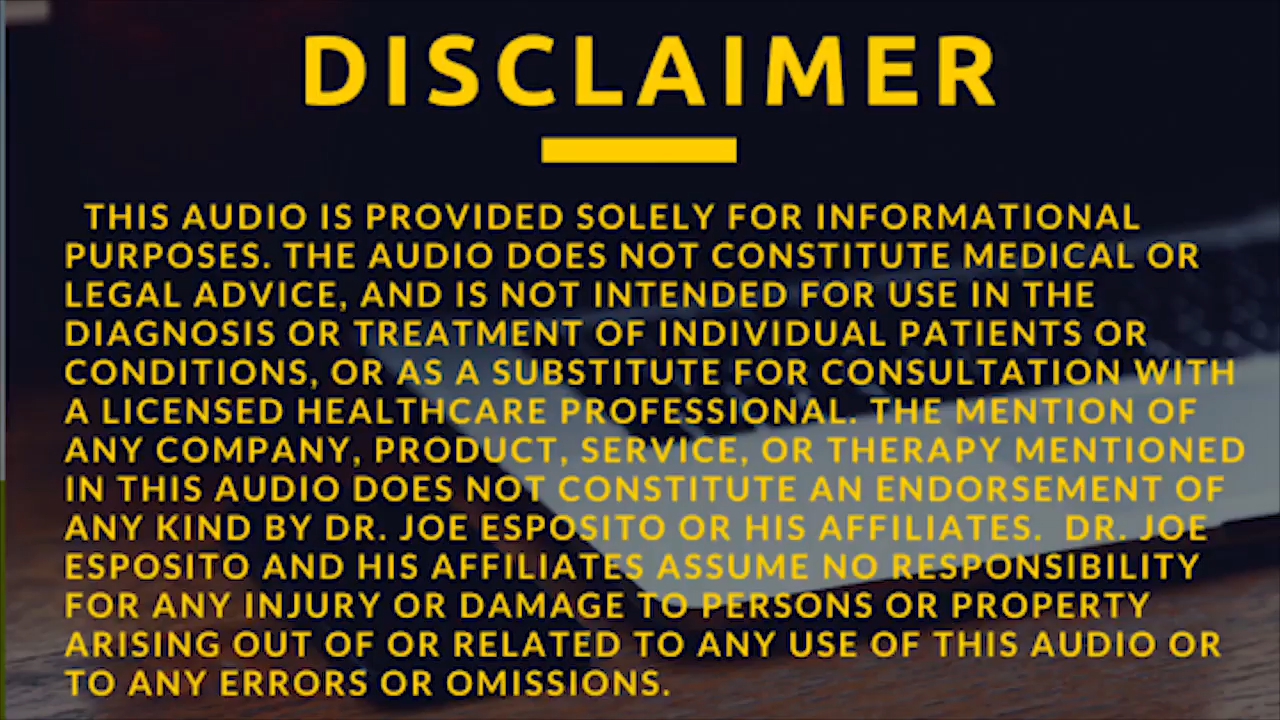 DISCLAIMER
THIS AUDIO IS PROVIDED SOLELY FOR INFORMATIONAL
PURPOSES. THE AUDIO DOES NOT CONSTITUTE MEDICAL OR
LEGAL ADVICE, AND IS NOT INTENDED FOR USE IN THE
DIAGNOSIS OR TREATMENT OF INDIVIDUAL PATIENTS OR
CONDITIONS, OR AS A SUBSTITUTE FOR CONSULTATION WITH
A LICENSED HEALTHCARE PROFESSIONAL. THE MENTION OF
ANY COMPANY, PRODUCT, SERVICE, OR THERAPY MENTIONED
IN THIS AUDIO DOES NOT CONSTITUTE AN ENDORSEMENT OF
ANY KIND BY DR. JOE ESPOSITO OR HIS AFFILIATES.  DR. JOE
ESPOSITO AND HIS AFFILIATES ASSUME NO RESPONSIBILITY
FOR ANY INJURY OR DAMAGE TO PERSONS OR PROPERTY
ARISING OUT OF OR RELATED TO ANY USE OF THIS AUDIO OR
TO ANY ERRORS OR OMISSIONS.